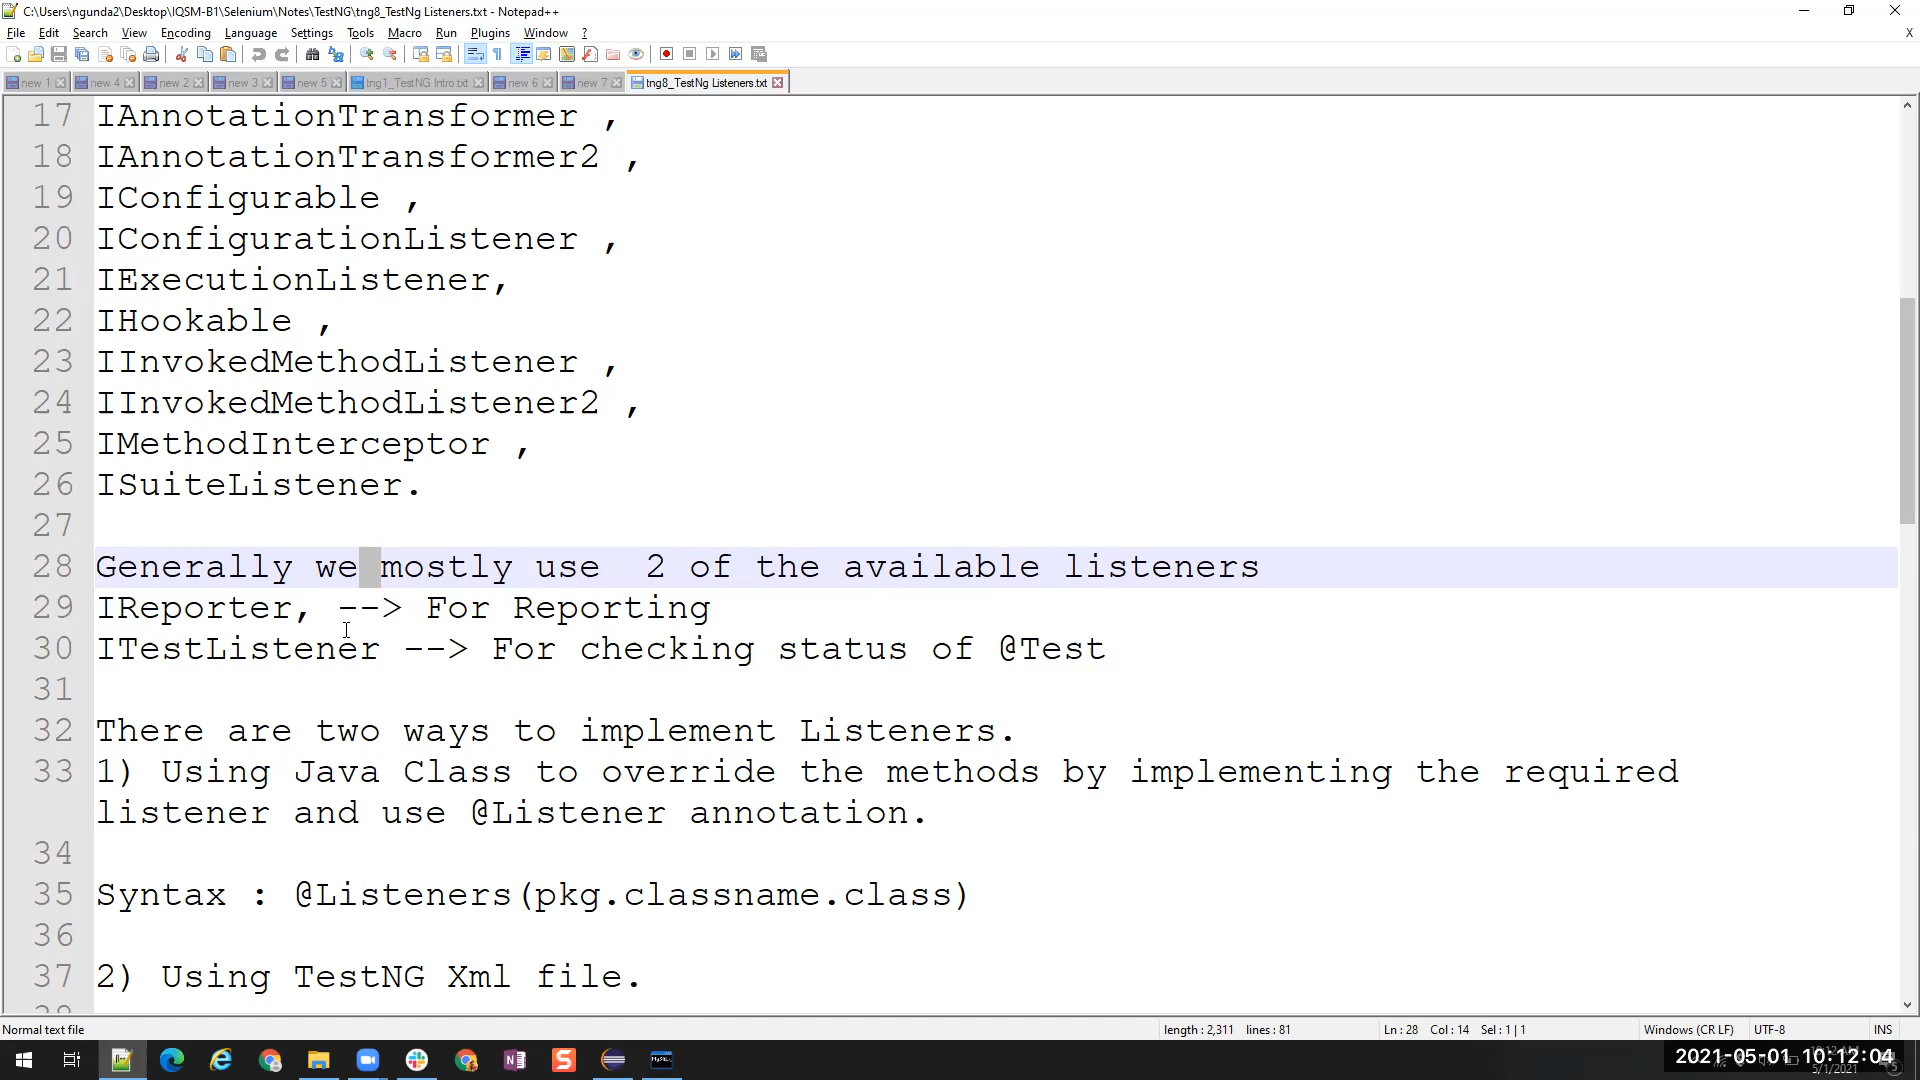 C:\Users\ngunda2\Desktop\IQSM-B1\Selenium\Notes\TestNG\tng8_TestNg Listeners.txt - Notepad++
File Edit Search View Encoding Language Settings Tools Macro Run Plugins Window ? X
new 1 new 4 new 2 new 3 new 5 tng1_TestNG Intro.txt new 6 new 7 tng8_TestNg Listeners.txt
17 IAnnotationTransformer ,
18 IAnnotationTransformer2 ,
19 IConfigurable ,
20 IConfigurationListener ,
21 IExecutionListener,
22 IHookable ,
23 IInvokedMethodListener ,
24 IInvokedMethodListener2 ,
25 IMethodInterceptor ,
26 ISuiteListener.
27
28 Generally we mostly use  2 of the available listeners
29 IReporter, --> For Reporting
30 ITestListener --> For checking status of @Test
31
32 There are two ways to implement Listeners.
33 1) Using Java Class to override the methods by implementing the required
listener and use @Listener annotation.
34
35 Syntax : @Listeners(pkg.classname.class)
36
37 2) Using TestNG Xml file.
Normal text file length : 2,311 lines : 81 Ln : 28 Col : 14 Sel : 1 | 1 Windows (CR LF) UTF-8 INS
2021-05-01 10:12:04
5/1/2021